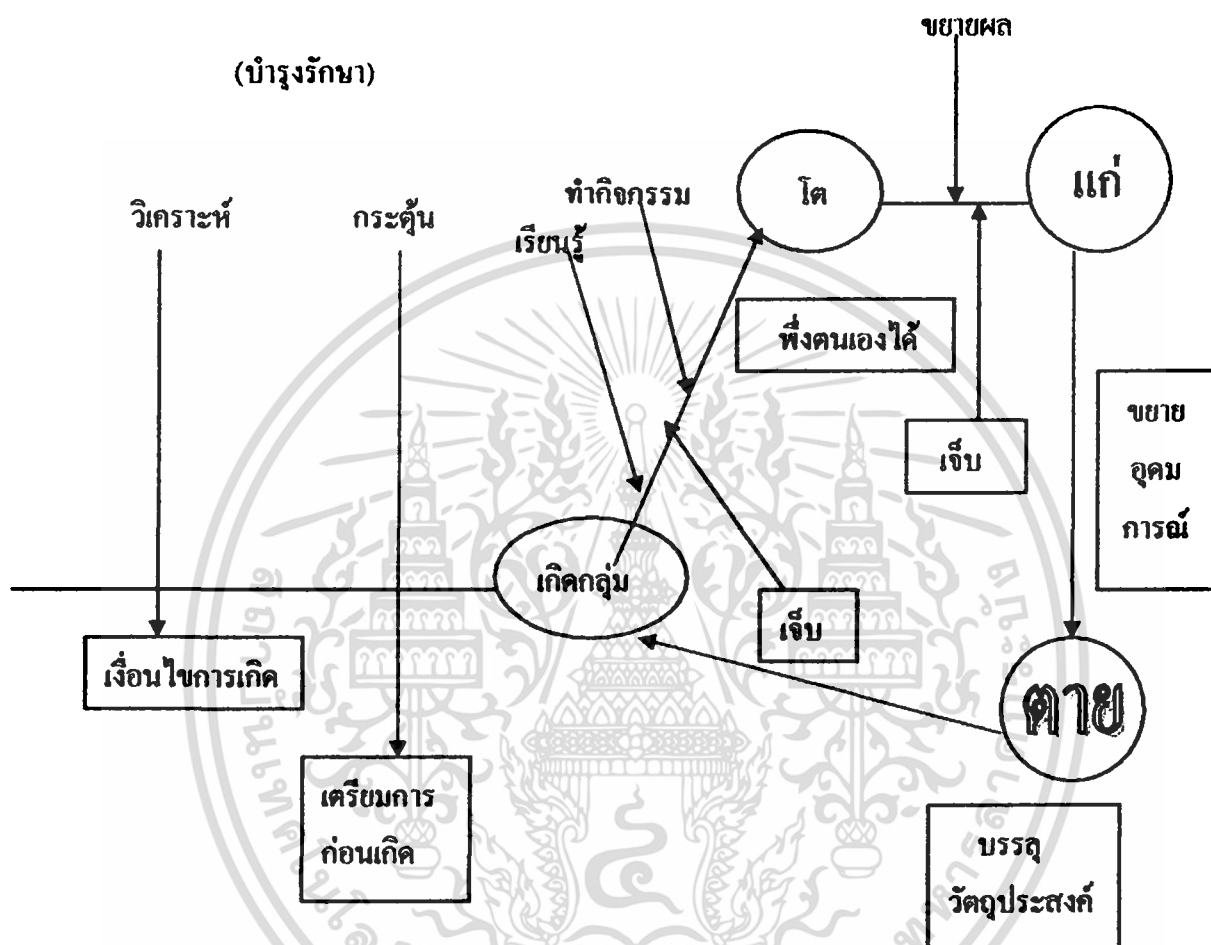 ขยายผล
(บำรุงรักษา)
โต
แก่
ทำกิจกรรม
วิเคราะห์
กระตุ้น
เรียนรู้
พึ่งตนเองได้
ขยาย
อุดม
การณ์
เจ็บ
เกิดกลุ่ม
เจ็บ
เงื่อนไขการเกิด
ตาย
เตรียมการ
ก่อนเกิด
บรรลุ
วัตถุประสงค์